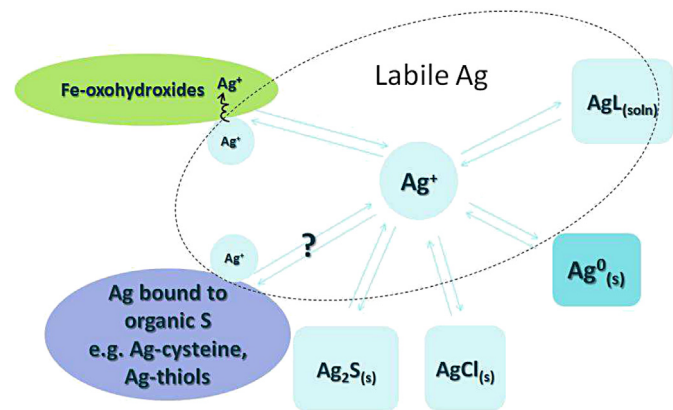 Labile Ag
Fe-oxohydroxides
Ag⁺
Ag⁺
AgL(soln)
Ag⁺
?
Ag⁺
Ag⁰(s)
Ag bound to
organic S
e.g. Ag-cysteine,
Ag-thiols
Ag₂S(s)
AgCl(s)